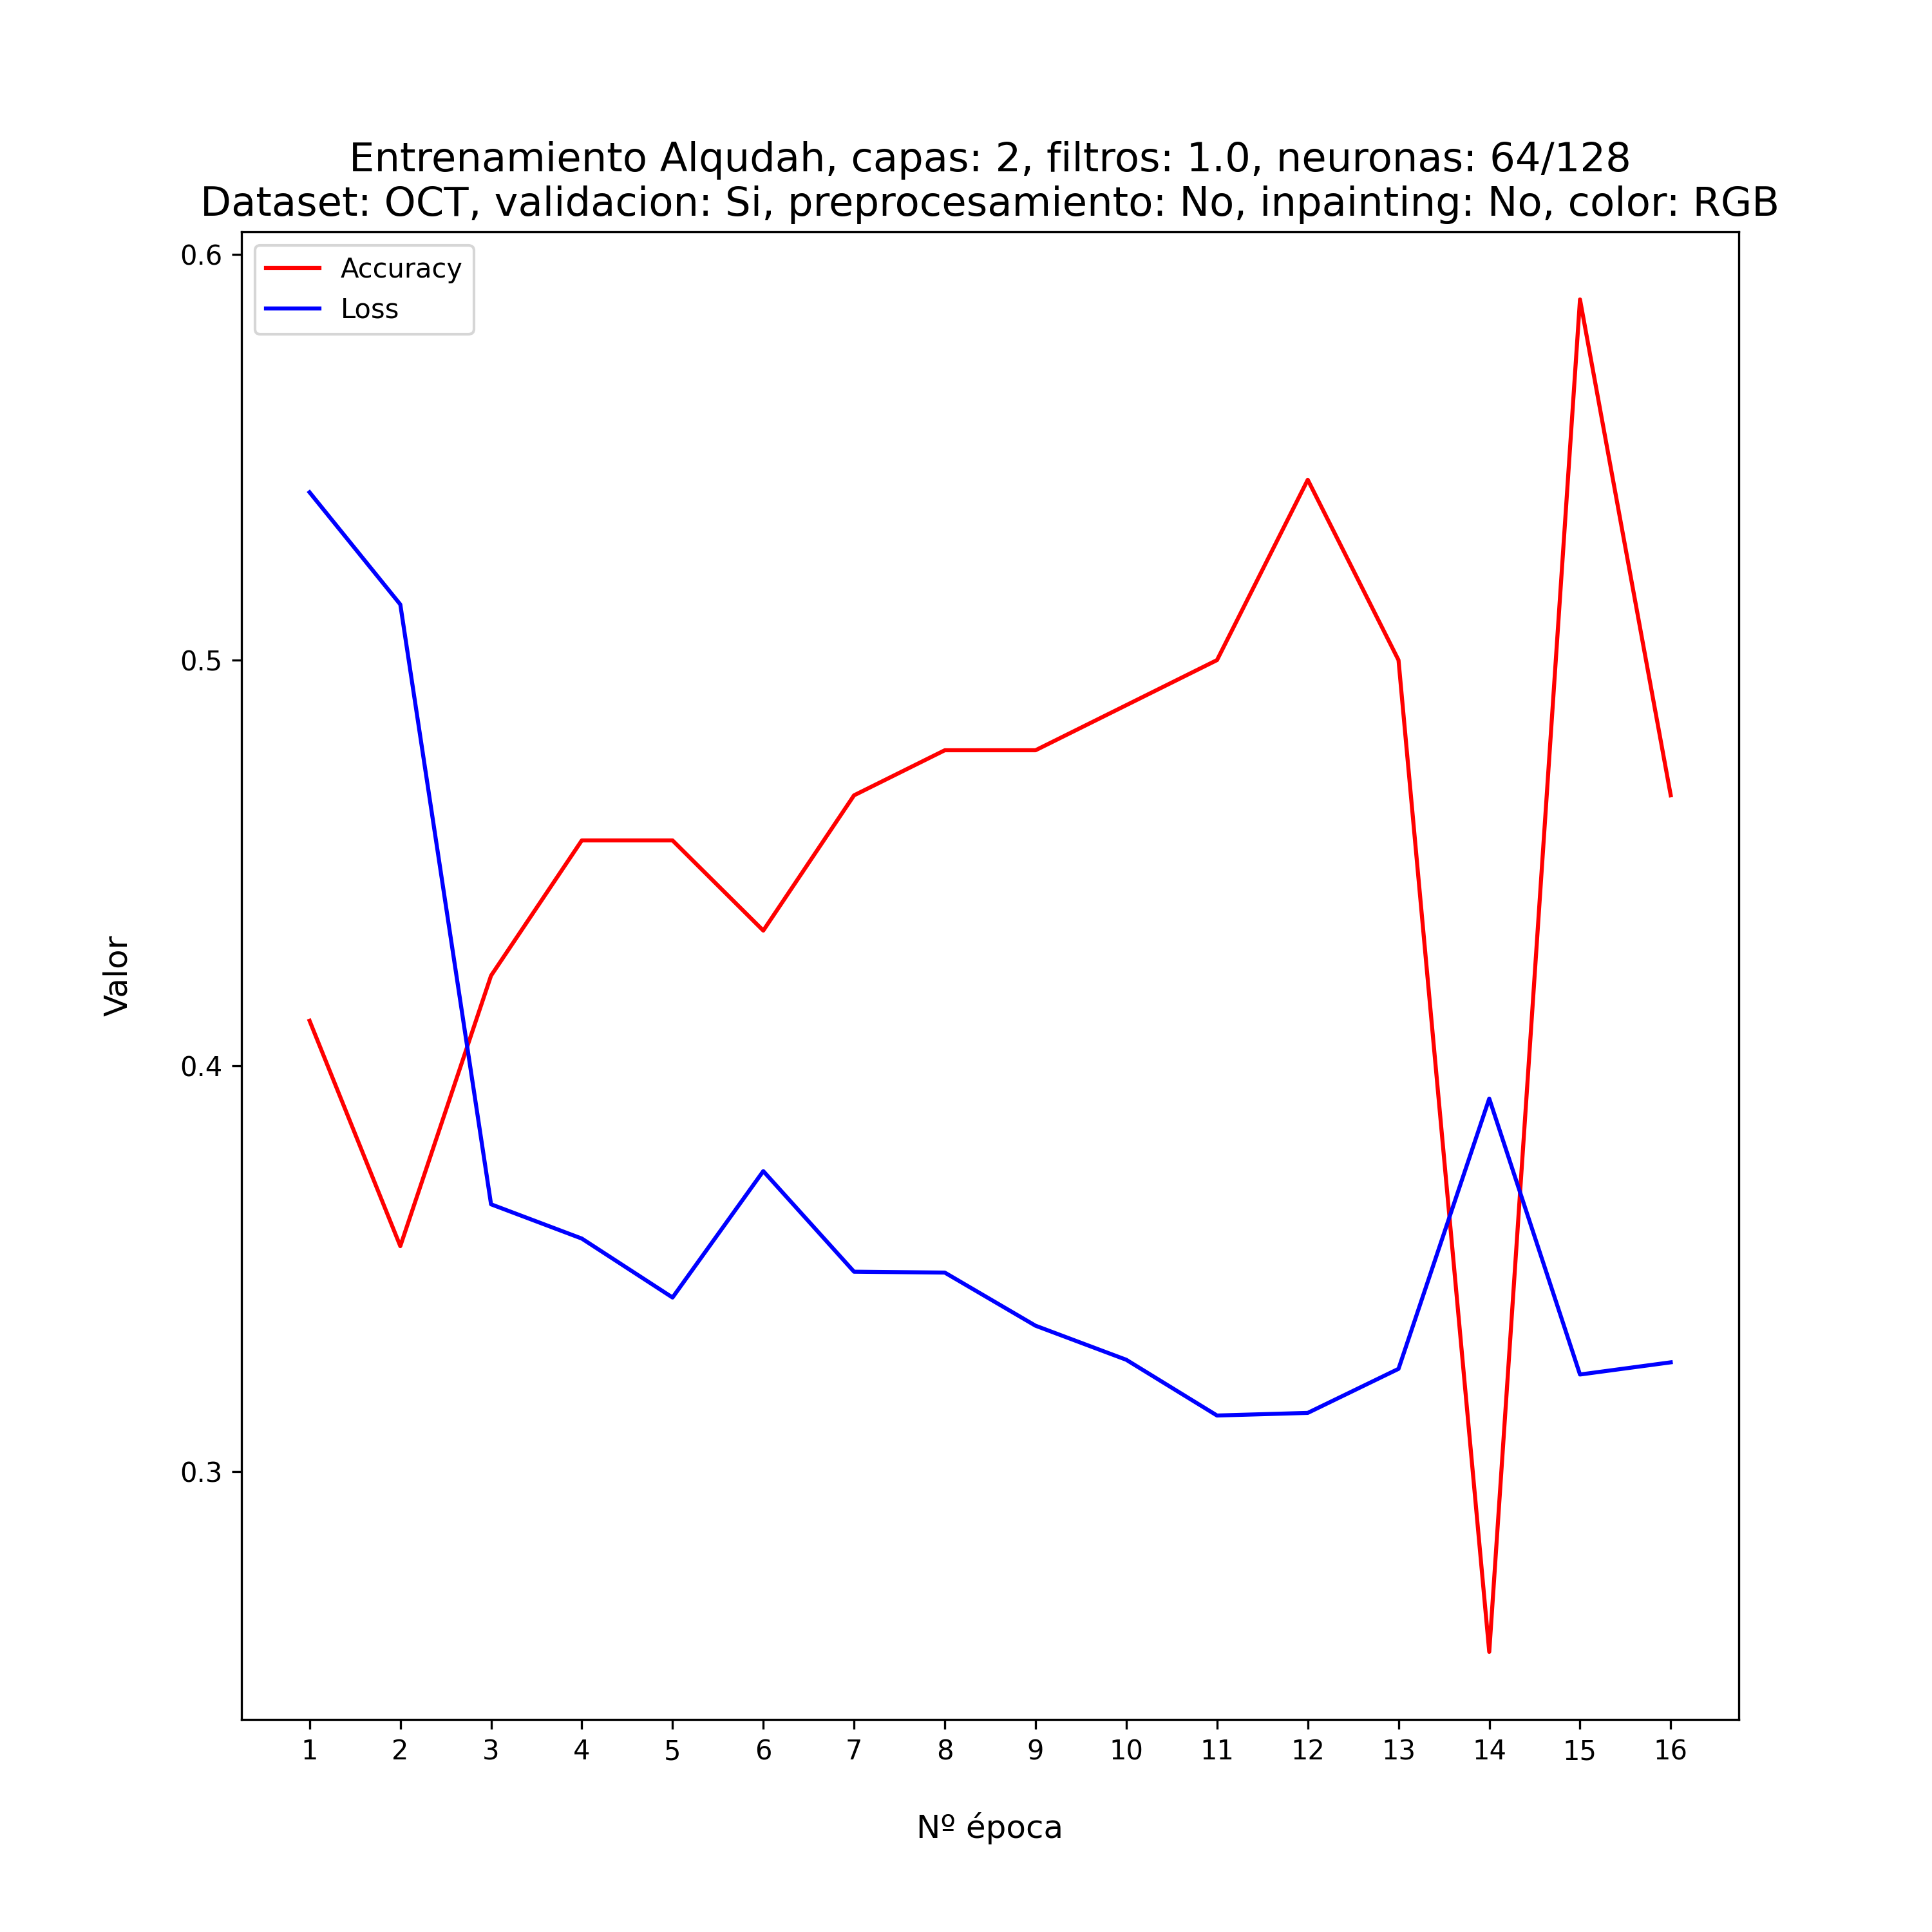 Entrenamiento Alqudah, capas: 2, filtros: 1.0, neuronas: 64/128
Dataset: OCT, validacion: Si, preprocesamiento: No, inpainting: No, color: RGB
Accuracy
Loss
0.6
0.5
0.4
0.3
Valor
1 2 3 4 5 6 7 8 9 10 11 12 13 14 15 16
Nº época